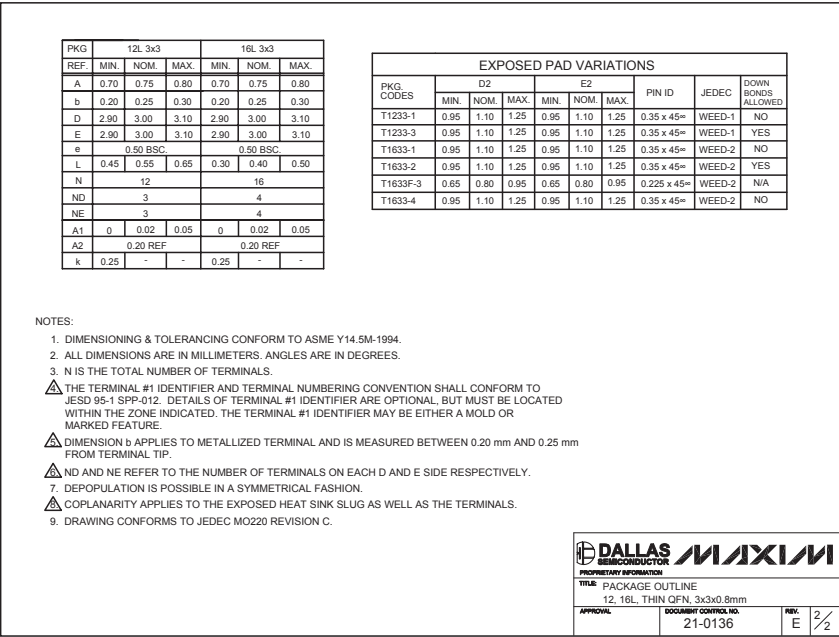 PKG 12L 3x3 16L 3x3
REF. MIN. NOM. MAX. MIN. NOM. MAX.
A 0.70 0.75 0.80 0.70 0.75 0.80
b 0.20 0.25 0.30 0.20 0.25 0.30
D 2.90 3.00 3.10 2.90 3.00 3.10
E 2.90 3.00 3.10 2.90 3.00 3.10
e 0.50 BSC. 0.50 BSC.
L 0.45 0.55 0.65 0.30 0.40 0.50
N 12 16
ND 3 4
NE 3 4
A1 0 0.02 0.05 0 0.02 0.05
A2 0.20 REF 0.20 REF
k 0.25 - - 0.25 - -
EXPOSED PAD VARIATIONS
PKG. CODES D2 E2 PIN ID JEDEC DOWN BONDS ALLOWED
MIN. NOM. MAX. MIN. NOM. MAX.
T1233-1 0.95 1.10 1.25 0.95 1.10 1.25 0.35 x 45∞ WEED-1 NO
T1233-3 0.95 1.10 1.25 0.95 1.10 1.25 0.35 x 45∞ WEED-1 YES
T1633-1 0.95 1.10 1.25 0.95 1.10 1.25 0.35 x 45∞ WEED-2 NO
T1633-2 0.95 1.10 1.25 0.95 1.10 1.25 0.35 x 45∞ WEED-2 YES
T1633F-3 0.65 0.80 0.95 0.65 0.80 0.95 0.225 x 45∞ WEED-2 N/A
T1633-4 0.95 1.10 1.25 0.95 1.10 1.25 0.35 x 45∞ WEED-2 NO
NOTES:
1. DIMENSIONING & TOLERANCING CONFORM TO ASME Y14.5M-1994.
2. ALL DIMENSIONS ARE IN MILLIMETERS. ANGLES ARE IN DEGREES.
3. N IS THE TOTAL NUMBER OF TERMINALS.
4. THE TERMINAL #1 IDENTIFIER AND TERMINAL NUMBERING CONVENTION SHALL CONFORM TO
JESD 95-1 SPP-012. DETAILS OF TERMINAL #1 IDENTIFIER ARE OPTIONAL, BUT MUST BE LOCATED
WITHIN THE ZONE INDICATED. THE TERMINAL #1 IDENTIFIER MAY BE EITHER A MOLD OR
MARKED FEATURE.
5. DIMENSION b APPLIES TO METALLIZED TERMINAL AND IS MEASURED BETWEEN 0.20 mm AND 0.25 mm
FROM TERMINAL TIP.
6. ND AND NE REFER TO THE NUMBER OF TERMINALS ON EACH D AND E SIDE RESPECTIVELY.
7. DEPOPULATION IS POSSIBLE IN A SYMMETRICAL FASHION.
8. COPLANARITY APPLIES TO THE EXPOSED HEAT SINK SLUG AS WELL AS THE TERMINALS.
9. DRAWING CONFORMS TO JEDEC MO220 REVISION C.
DALLAS SEMICONDUCTOR MAXIM
PROPRIETARY INFORMATION
TITLE: PACKAGE OUTLINE
12, 16L, THIN QFN, 3x3x0.8mm
APPROVAL DOCUMENT CONTROL NO. REV.
21-0136 E 2/2